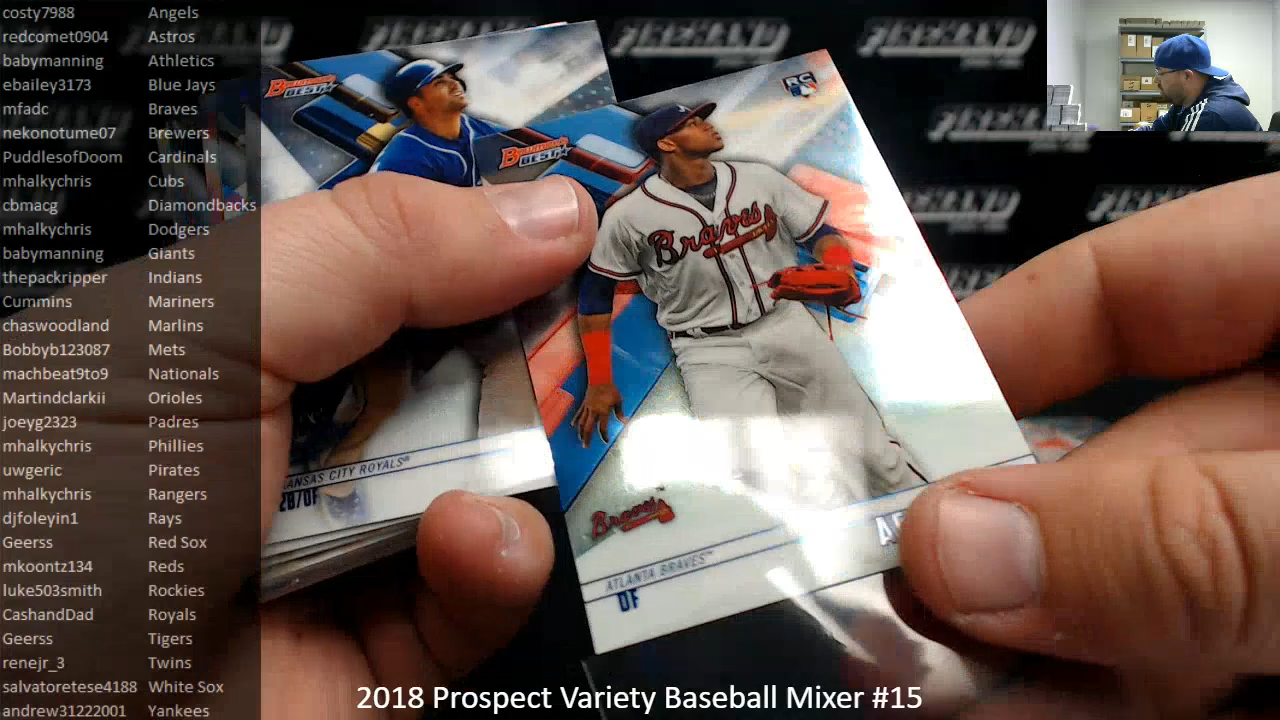 costy7988 Angels
redcomet0904 Astros
babymanning Athletics
ebailey3173 Blue Jays
mfadc Braves
nekonotume07 Brewers
PuddlesofDoom Cardinals
mhalkychris Cubs
cbmacg Diamondbacks
mhalkychris Dodgers
babymanning Giants
thepackripper Indians
Cummins Mariners
chaswoodland Marlins
Bobbyb123087 Mets
machbeat9to9 Nationals
Martindclarkii Orioles
joeyg2323 Padres
mhalkychris Phillies
uwgeric Pirates
mhalkychris Rangers
djfoleyin1 Rays
Geerss Red Sox
mkoontz134 Reds
luke503smith Rockies
CashandDad Royals
Geerss Tigers
renejr_3 Twins
salvatoretese4188 White Sox
andrew31222001 Yankees
BOWMAN'S
BEST
KANSAS CITY ROYALS
2B/OF
BOWMAN'S
BEST
RC
Braves
Braves
ATLANTA BRAVES™
OF
2018 Prospect Variety Baseball Mixer #15